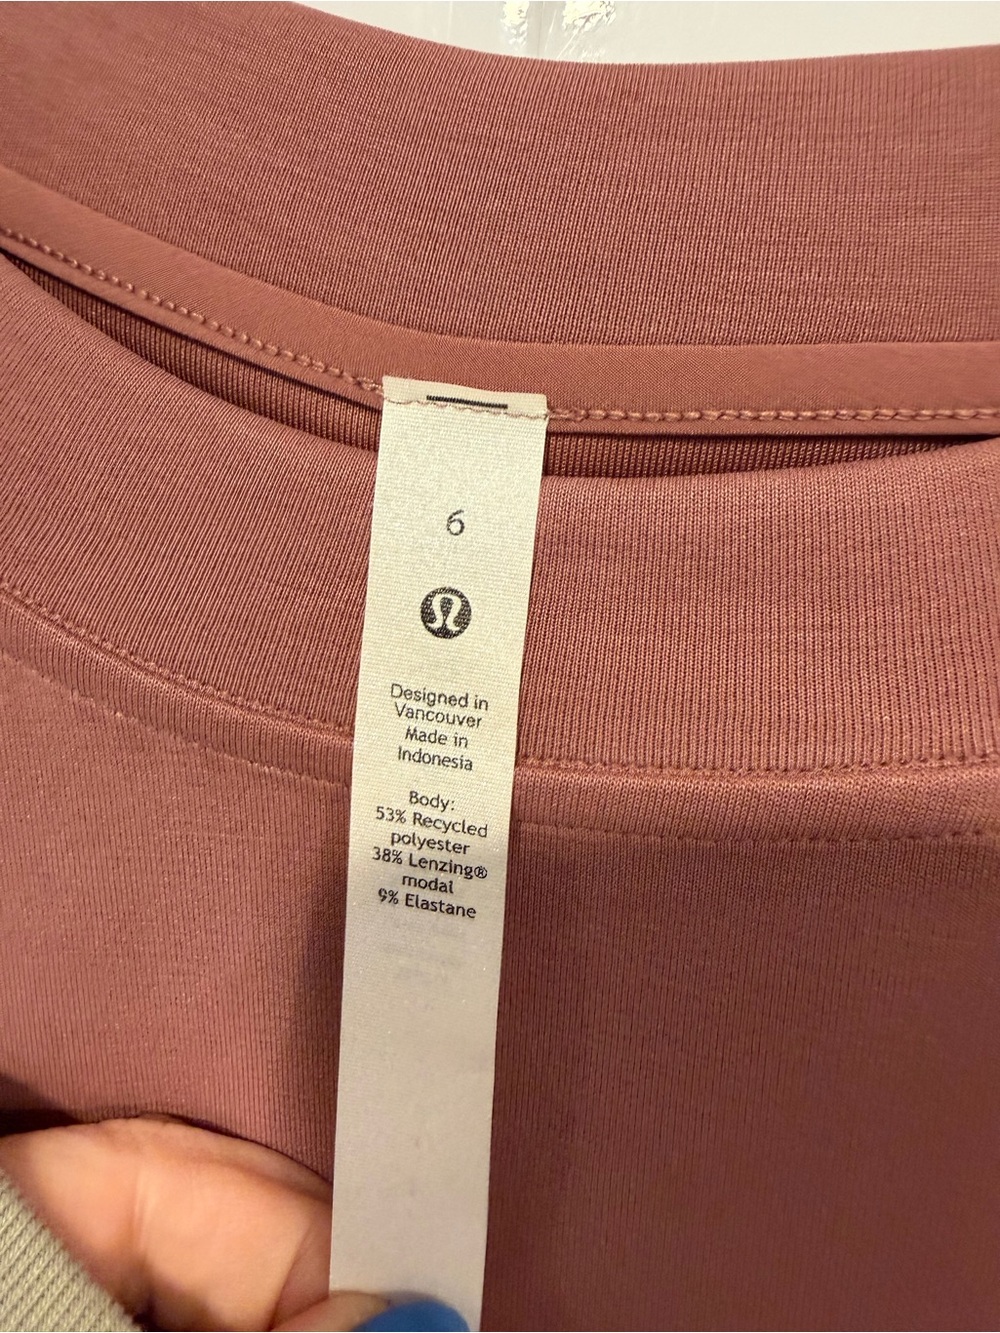 6
Designed in
Vancouver
Made in
Indonesia
Body:
53% Recycled
polyester
38% Lenzing®
modal
9% Elastane